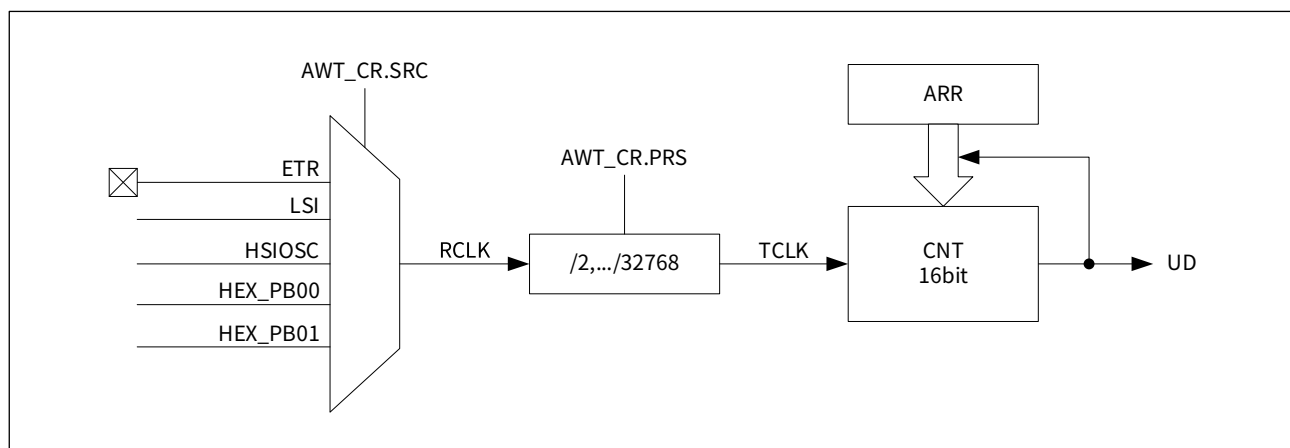 AWT_CR.SRC
ARR
AWT_CR.PRS
ETR
LSI
HSIOSC
RCLK
/2,.../32768
TCLK
CNT
16bit
UD
HEX_PB00
HEX_PB01